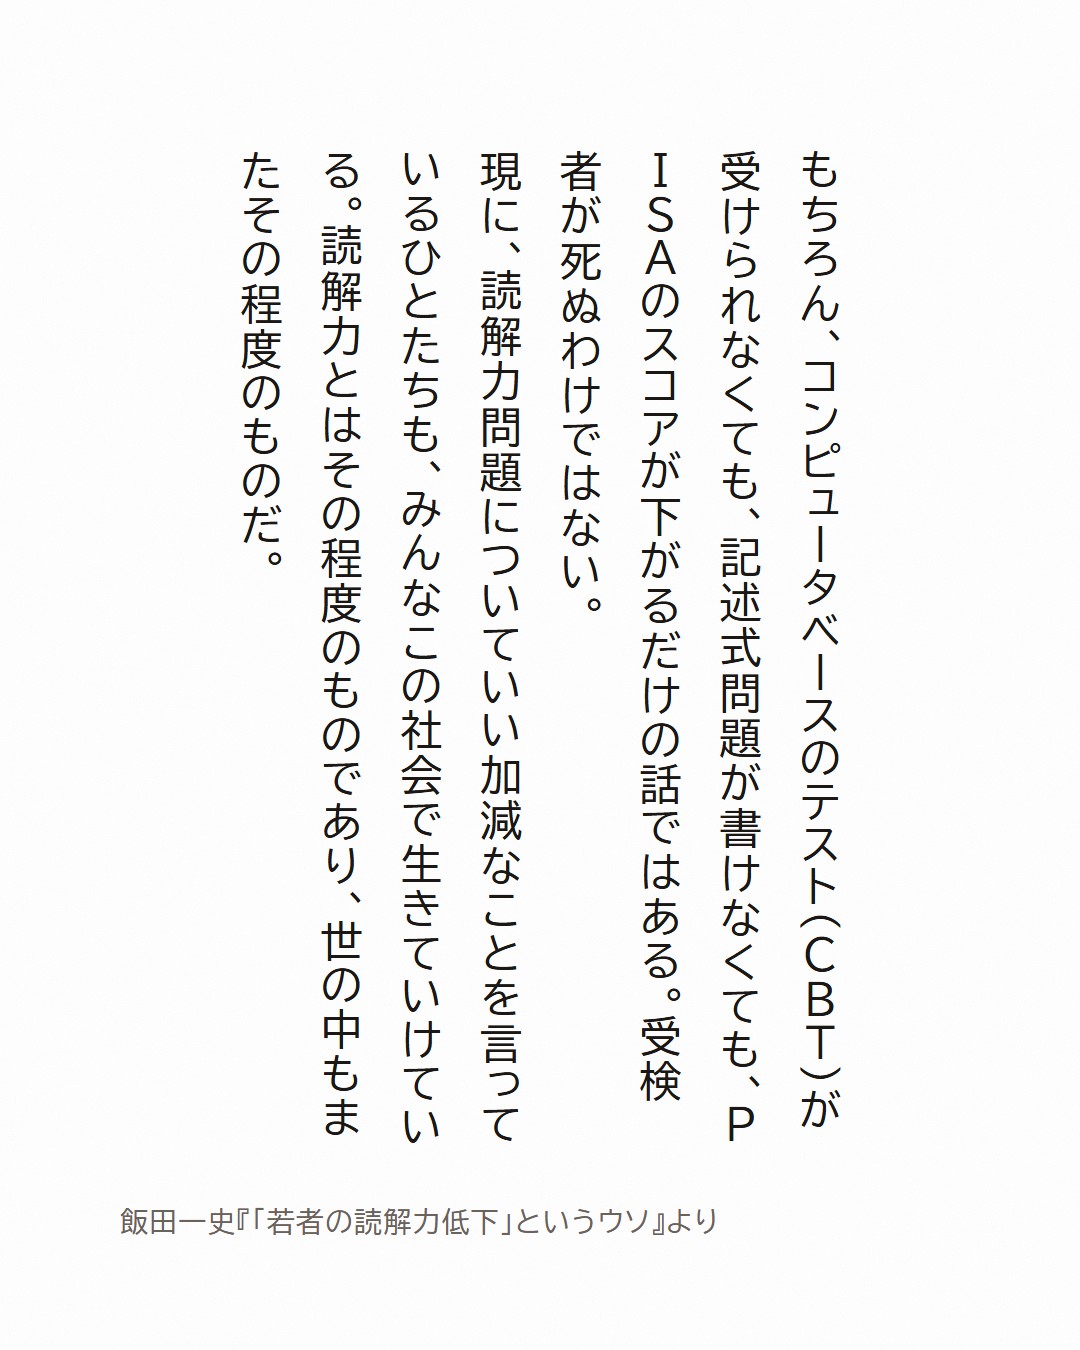 もちろん、コンピュータベースのテスト（ＣＢＴ）が
受けられなくても、記述式問題が書けなくても、Ｐ
ＩＳＡのスコアが下がるだけの話ではある。受検
者が死ぬわけではない。
現に、読解力問題についていい加減なことを言って
いるひとたちも、みんなこの社会で生きていけてい
る。読解力とはその程度のものであり、世の中もま
たその程度のものだ。
飯田一史『「若者の読解力低下」というウソ』より